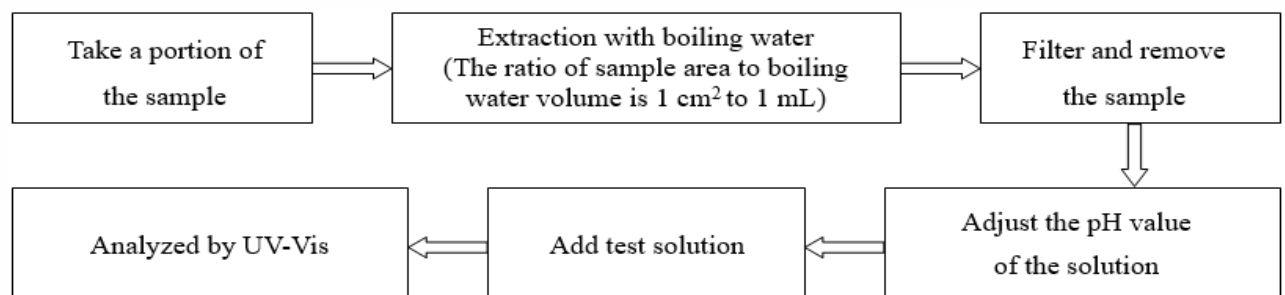 Take a portion of
the sample
Extraction with boiling water
(The ratio of sample area to boiling
water volume is 1 cm² to 1 mL)
Filter and remove
the sample
Adjust the pH value
of the solution
Add test solution
Analyzed by UV-Vis